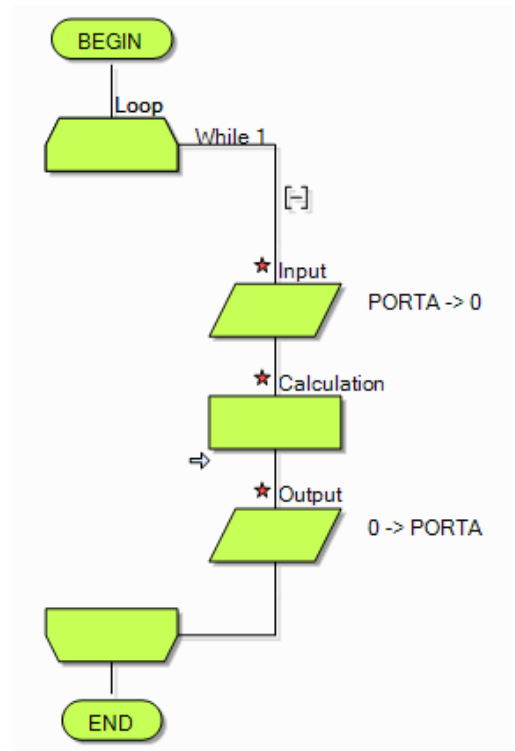 BEGIN
Loop
While 1
[-]
Input
PORTA -> 0
Calculation
Output
0 -> PORTA
END